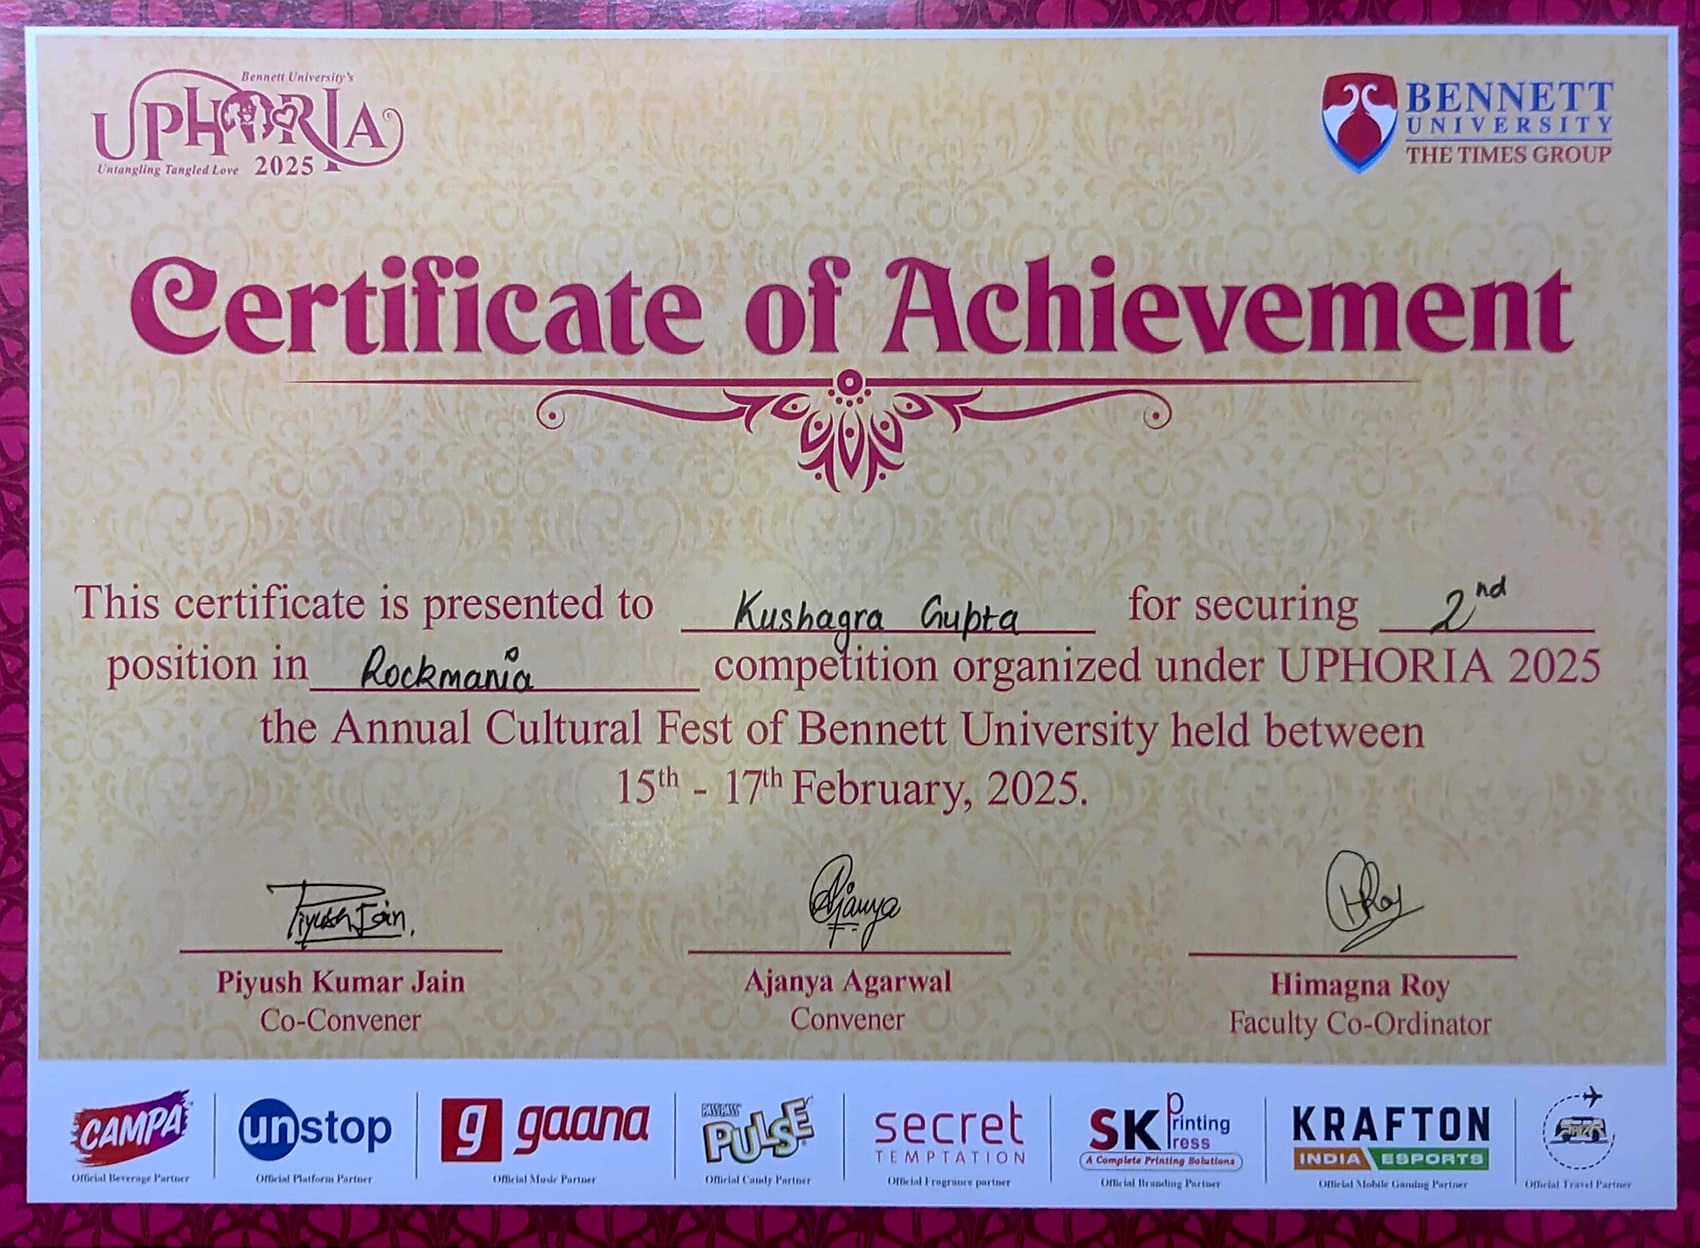 Bennett University's
UPHORIA
Untangling Tangled Love 2025
BENNETT
UNIVERSITY
THE TIMES GROUP
Certificate of Achievement
This certificate is presented to Kushagra Gupta for securing 2nd
position in Rockmania competition organized under UPHORIA 2025
the Annual Cultural Fest of Bennett University held between
15th - 17th February, 2025.
Piyush Jain. Ajanya HRoy
Piyush Kumar Jain Ajanya Agarwal Himagna Roy
Co-Convener Convener Faculty Co-Ordinator
CAMPA
Official Beverage Partner
unstop
Official Platform Partner
g gaana
Official Music Partner
PASS PASS
PULSE
Official Candy Partner
secret
TEMPTATION
Official Fragrance partner
SK Printing Press
A Complete Printing Solutions
Official Branding Partner
KRAFTON
INDIA ESPORTS
Official Mobile Gaming Partner
Official Travel Partner